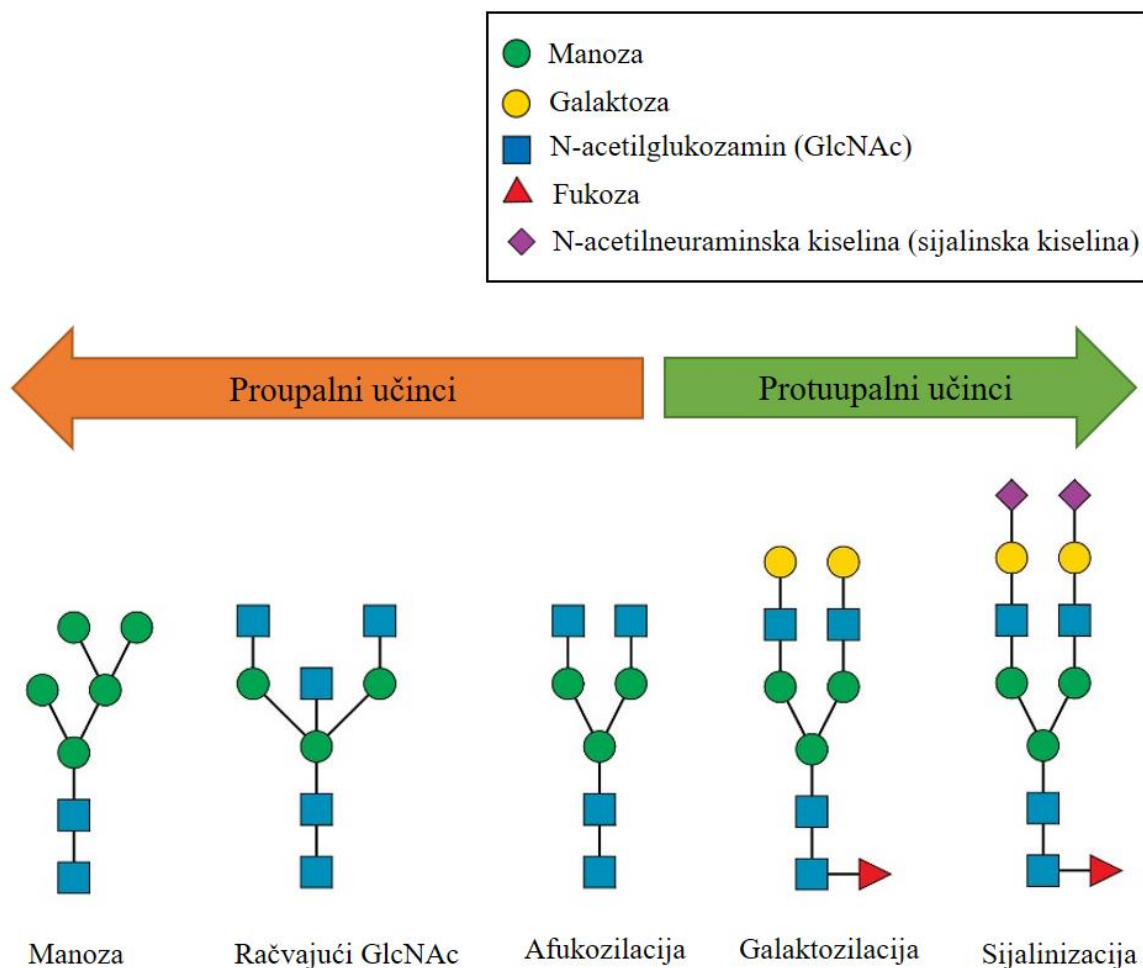 Manoza
Galaktoza
N-acetilglukozamin (GlcNAc)
Fukoza
N-acetilneuraminska kiselina (sijalinska kiselina)
Proupalni učinci
Protuupalni učinci
Manoza
Račvajući GlcNAc
Afukozilacija
Galaktozilacija
Sijalinizacija